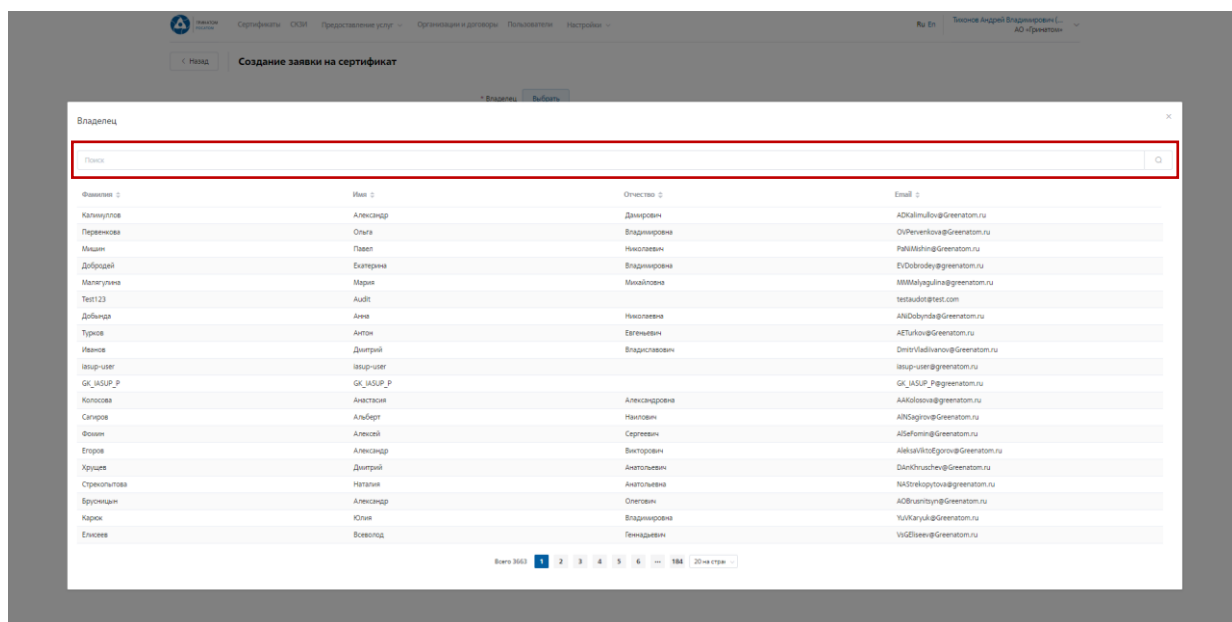 Сертификаты СКЗИ Предоставление услуг Организации и договоры Пользователи Настройки Ru En Тихонов Андрей Владимирович (...
АО «Гринатом»
< Назад Создание заявки на сертификат
* Владелец Выбрать
Владелец ×
Поиск
Фамилия Имя Отчество Email
Калимуллов Александр Дамирович ADKalimullov@Greenatom.ru
Первенкова Ольга Владимировна OVPervenkova@Greenatom.ru
Мишин Павел Николаевич PaNiMishin@Greenatom.ru
Добродей Екатерина Владимировна EVDobrodey@greenatom.ru
Малягулина Мария Михайловна MMMalyagulina@greenatom.ru
Test123 Audit testaudot@test.com
Добында Анна Николаевна ANiDobynda@Greenatom.ru
Турков Антон Евгеньевич AETurkov@Greenatom.ru
Иванов Дмитрий Владиславович DmitrVladiIvanov@Greenatom.ru
iasup-user iasup-user iasup-user@greenatom.ru
GK_IASUP_P GK_IASUP_P GK_IASUP_P@greenatom.ru
Колосова Анастасия Александровна AAKolosova@greenatom.ru
Сагиров Альберт Наилович AlNSagirov@Greenatom.ru
Фомин Алексей Сергеевич AlSeFomin@Greenatom.ru
Егоров Александр Викторович AleksaViktoEgorov@Greenatom.ru
Хрущев Дмитрий Анатольевич DAnKhruschev@Greenatom.ru
Стрекопытова Наталия Анатольевна NAStrekopytova@greenatom.ru
Брусницын Александр Олегович AOBrusnitsyn@Greenatom.ru
Карюк Юлия Владимировна YuVKaryuk@Greenatom.ru
Елисеев Всеволод Геннадьевич VsGEliseev@Greenatom.ru
Всего 3663 1 2 3 4 5 6 ... 184 20 на стран